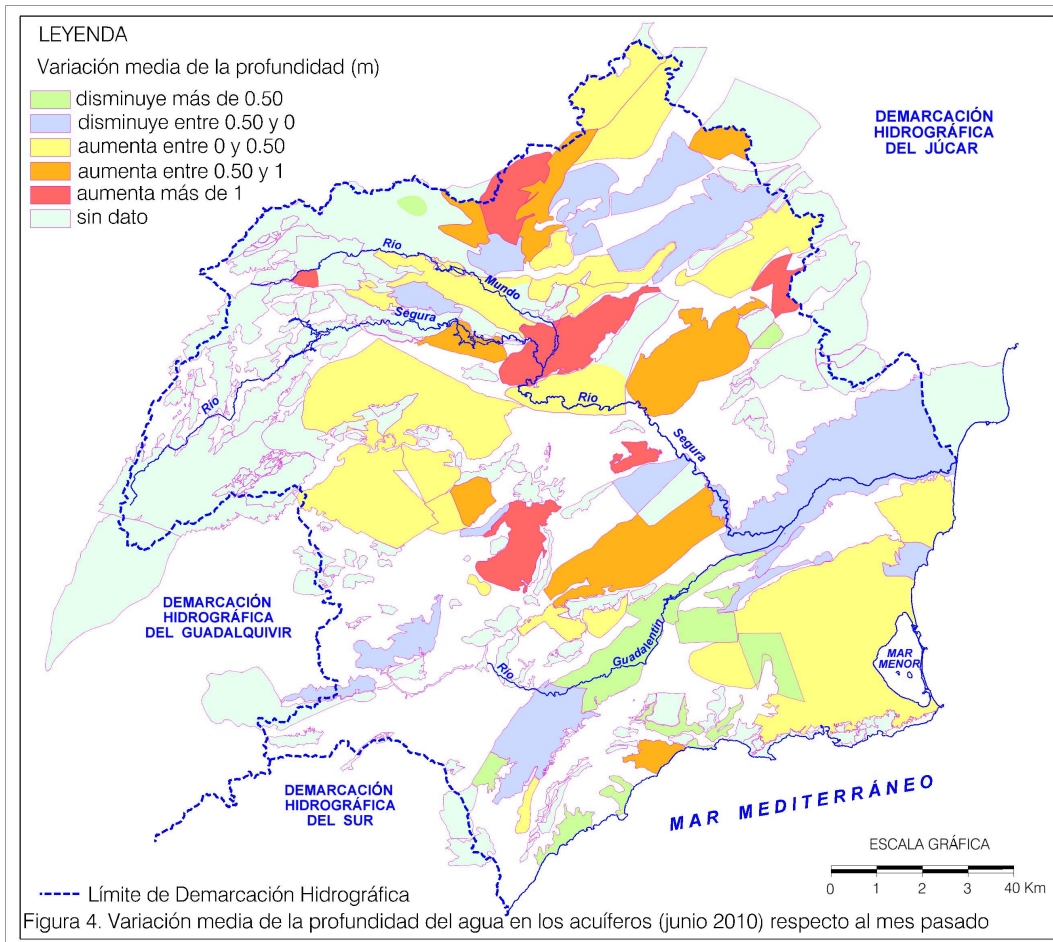 LEYENDA
Variación media de la profundidad (m)
disminuye más de 0.50
disminuye entre 0.50 y 0
aumenta entre 0 y 0.50
aumenta entre 0.50 y 1
aumenta más de 1
sin dato
DEMARCACIÓN
HIDROGRÁFICA
DEL JÚCAR
Río
Mundo
Segura
Río
Río
Segura
DEMARCACIÓN
HIDROGRÁFICA
DEL GUADALQUIVIR
Guadalentín
Río
MAR
MENOR
DEMARCACIÓN
HIDROGRÁFICA
DEL SUR
MAR MEDITERRÁNEO
ESCALA GRÁFICA
0 1 2 3 40 Km
Límite de Demarcación Hidrográfica
Figura 4. Variación media de la profundidad del agua en los acuíferos (junio 2010) respecto al mes pasado